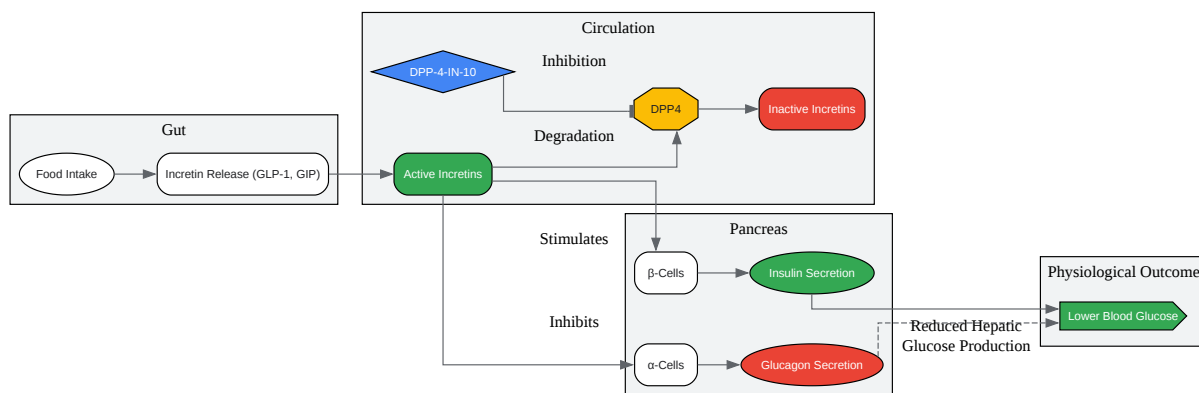 Circulation
DPP-4-IN-10
Inhibition
DPP4
Inactive Incretins
Degradation
Gut
Food Intake
Incretin Release (GLP-1, GIP)
Active Incretins
Stimulates
Pancreas
β-Cells
Insulin Secretion
Physiological Outcome
Lower Blood Glucose
Inhibits
Reduced Hepatic
Glucose Production
α-Cells
Glucagon Secretion